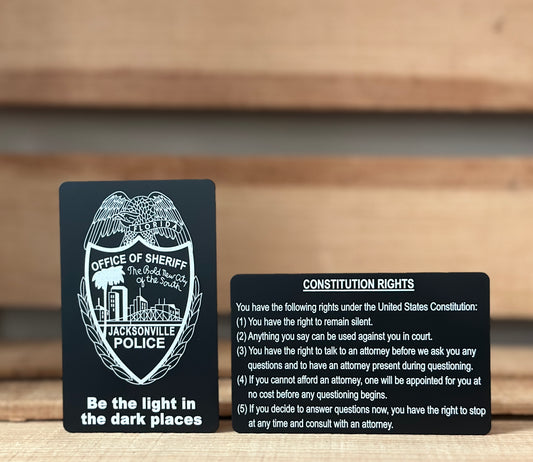 FLORIDA
OFFICE OF SHERIFF
The Bold New City
of the South
JACKSONVILLE
POLICE
Be the light in
the dark places
CONSTITUTION RIGHTS
You have the following rights under the United States Constitution:
(1) You have the right to remain silent.
(2) Anything you say can be used against you in court.
(3) You have the right to talk to an attorney before we ask you any
questions and to have an attorney present during questioning.
(4) If you cannot afford an attorney, one will be appointed for you at
no cost before any questioning begins.
(5) If you decide to answer questions now, you have the right to stop
at any time and consult with an attorney.